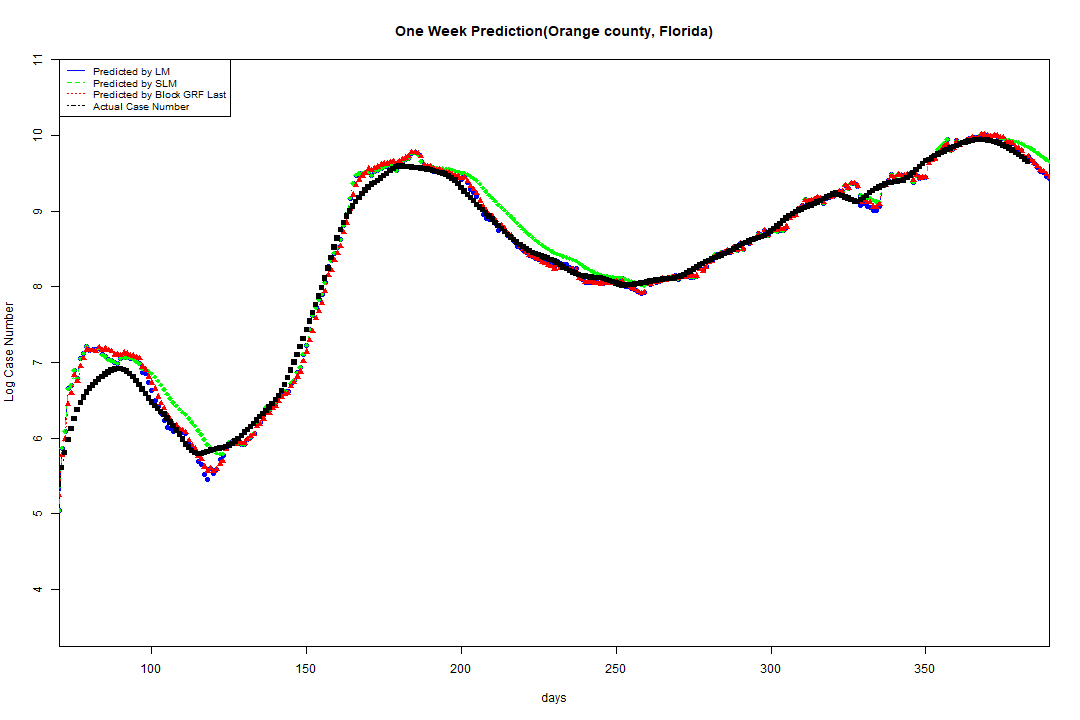 One Week Prediction(Orange county, Florida)
Predicted by LM
Predicted by SLM
Predicted by Block GRF Last
Actual Case Number
11
10
9
8
7
6
5
4
Log Case Number
100 150 200 250 300 350
days